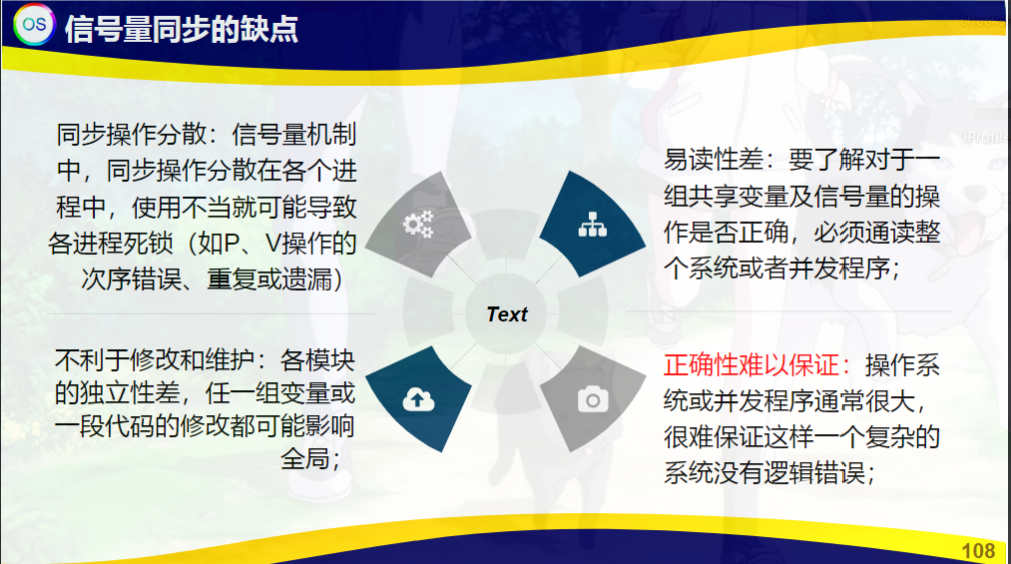 OS
信号量同步的缺点
同步操作分散：信号量机制
中，同步操作分散在各个进
程中，使用不当就可能导致
各进程死锁（如P、V操作的
次序错误、重复或遗漏）
易读性差：要了解对于一
组共享变量及信号量的操
作是否正确，必须通读整
个系统或者并发程序；
Text
不利于修改和维护：各模块
的独立性差，任一组变量或
一段代码的修改都可能影响
全局；
正确性难以保证：操作系
统或并发程序通常很大，
很难保证这样一个复杂的
系统没有逻辑错误；
108